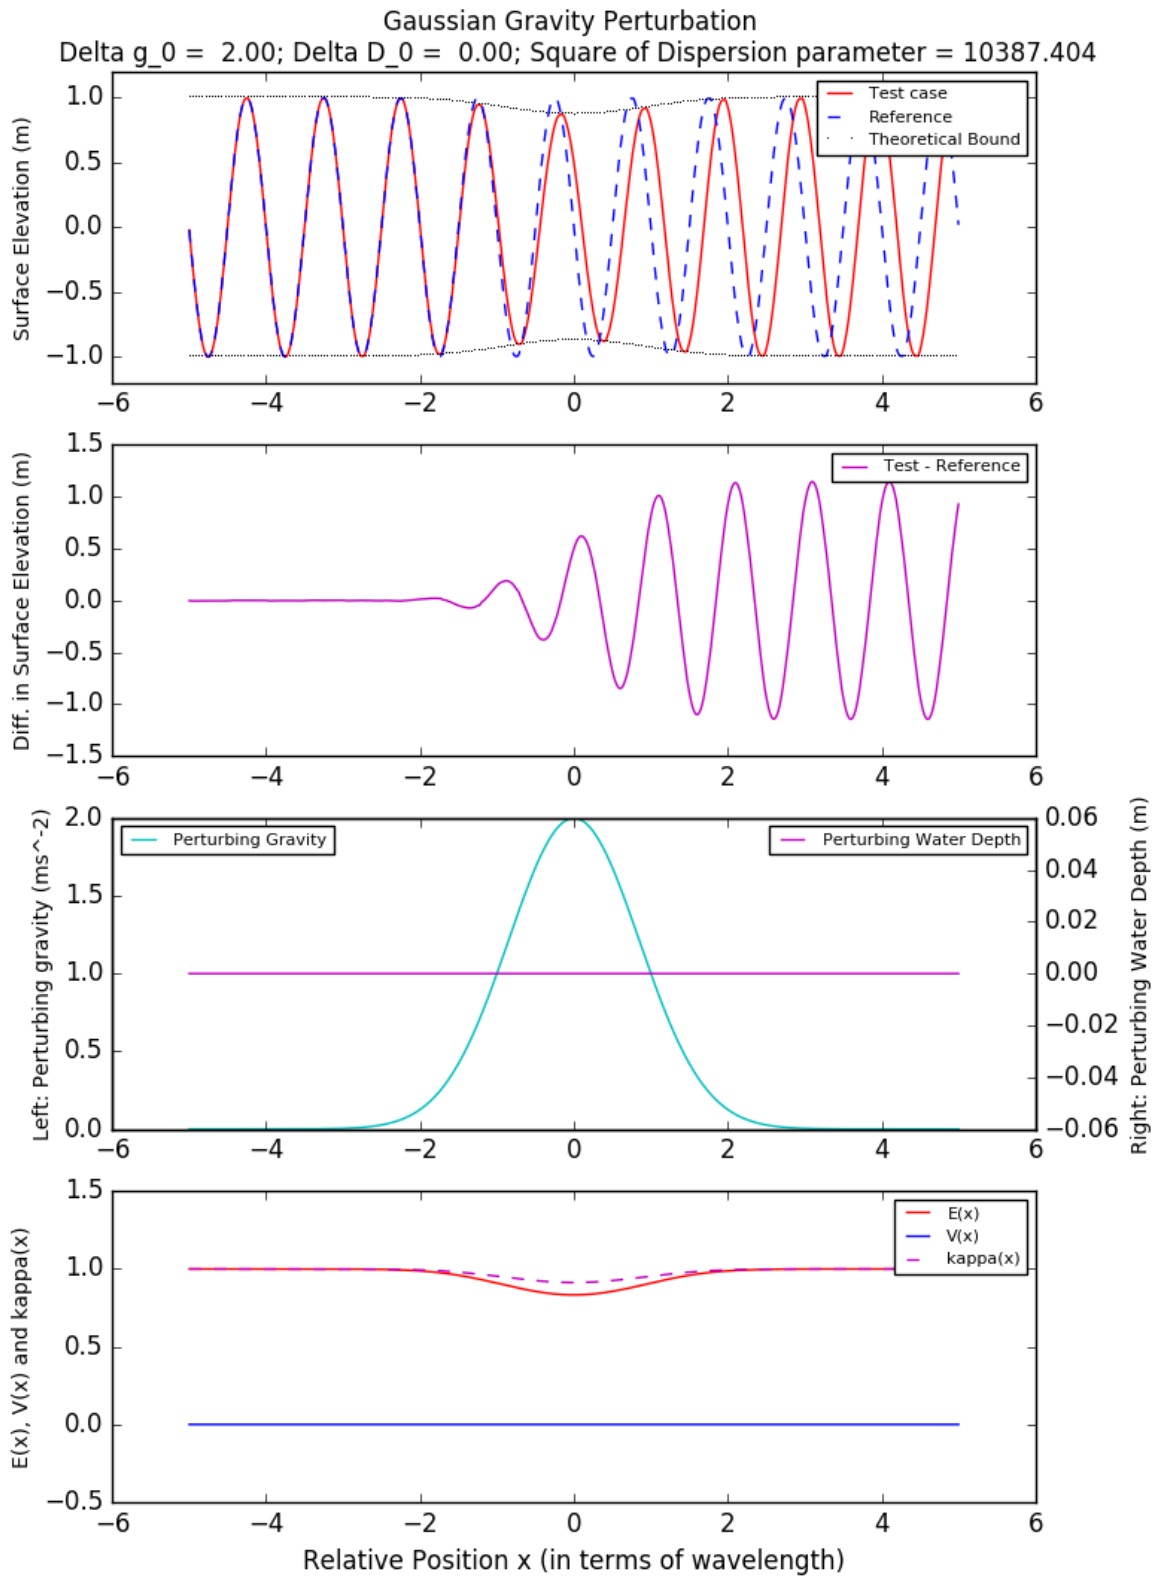 Gaussian Gravity Perturbation
Delta g_0 =  2.00; Delta D_0 =  0.00; Square of Dispersion parameter = 10387.404
Surface Elevation (m)
1.0
0.5
0.0
−0.5
−1.0
Test case
Reference
Theoretical Bound
−6 −4 −2 0 2 4 6
Diff. in Surface Elevation (m)
1.5
1.0
0.5
0.0
−0.5
−1.0
−1.5
Test - Reference
−6 −4 −2 0 2 4 6
Left: Perturbing gravity (ms^-2)
2.0
1.5
1.0
0.5
0.0
Perturbing Gravity
Perturbing Water Depth
0.06
0.04
0.02
0.00
−0.02
−0.04
−0.06
Right: Perturbing Water Depth (m)
−6 −4 −2 0 2 4 6
E(x), V(x) and kappa(x)
1.5
1.0
0.5
0.0
−0.5
E(x)
V(x)
kappa(x)
−6 −4 −2 0 2 4 6
Relative Position x (in terms of wavelength)